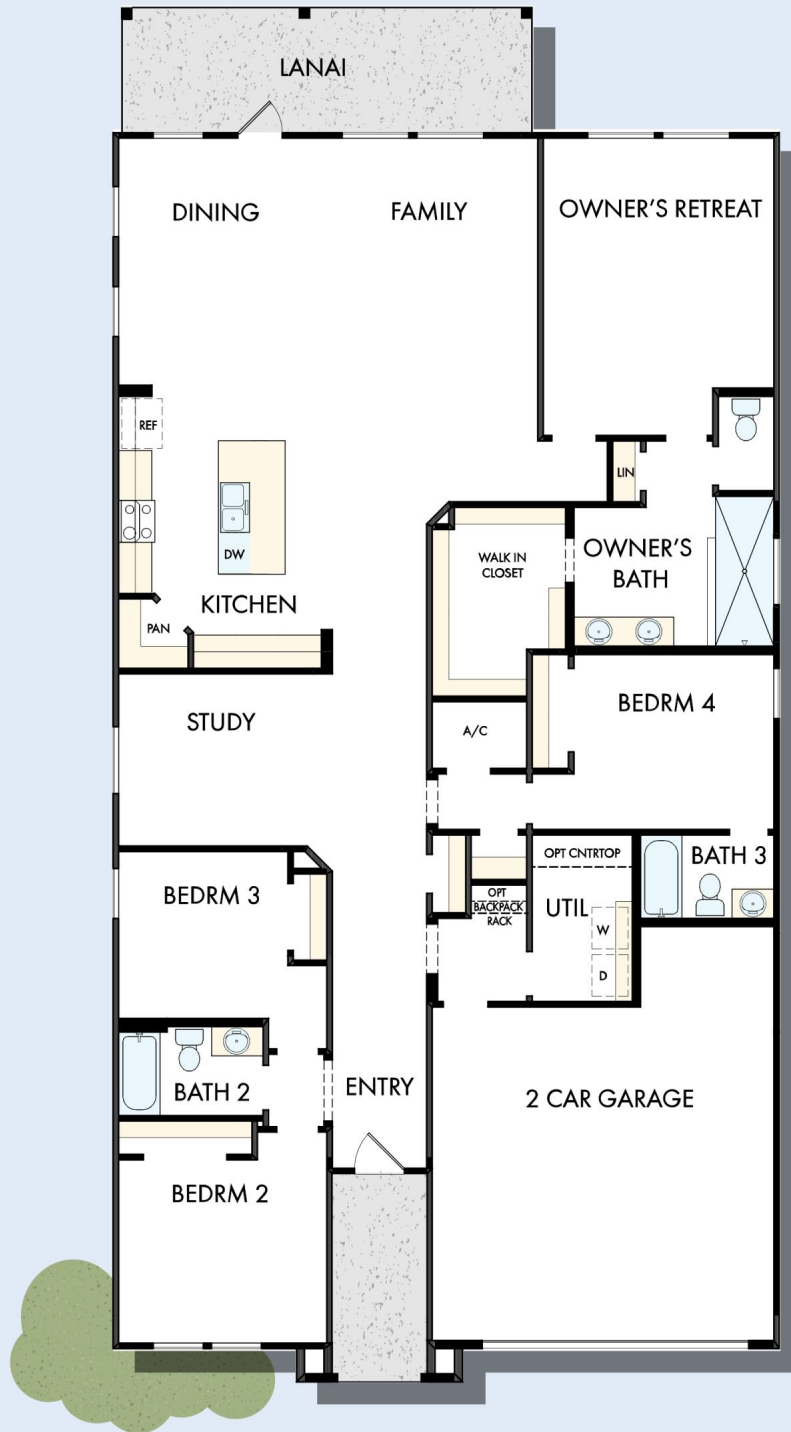 LANAI
DINING
FAMILY
OWNER'S RETREAT
REF
LIN
DW
WALK IN
CLOSET
OWNER'S
BATH
KITCHEN
PAN
STUDY
A/C
BEDRM 4
OPT CNTRTOP
BATH 3
BEDRM 3
OPT
BACKPACK
RACK
UTIL
W
D
BATH 2
ENTRY
2 CAR GARAGE
BEDRM 2